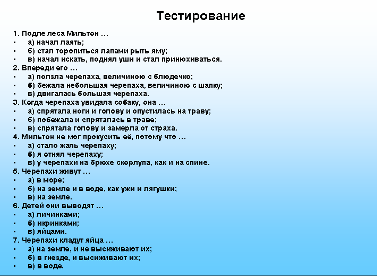 Тестирование
1. Подле леса Мильтон …
• а) начал лаять;
• б) стал торопиться лапами рыть яму;
• в) начал искать, поднял уши и стал принюхиваться.
2. Впереди его …
• а) ползла черепаха, величиною с блюдечко;
• б) бежала небольшая черепаха, величиною с шапку;
• в) двигалась большая черепаха.
3. Когда черепаха увидала собаку, она …
• а) спрятала ноги и голову и опустилась на траву;
• б) побежала и спряталась в траве;
• в) спрятала голову и замерла от страха.
4. Мильтон не мог прокусить её, потому что …
• а) стало жаль черепаху;
• б) я отнял черепаху;
• в) у черепахи на брюхе скорлупа, как и на спине.
5. Черепахи живут …
• а) в море;
• б) на земле и в воде, как ужи и лягушки;
• в) на земле.
6. Детей они выводят …
• а) личинками;
• б) икринками;
• в) яйцами.
7. Черепахи кладут яйца …
• а) на земле, и не высиживают их;
• б) в гнезде, и высиживают их;
• в) в воде.